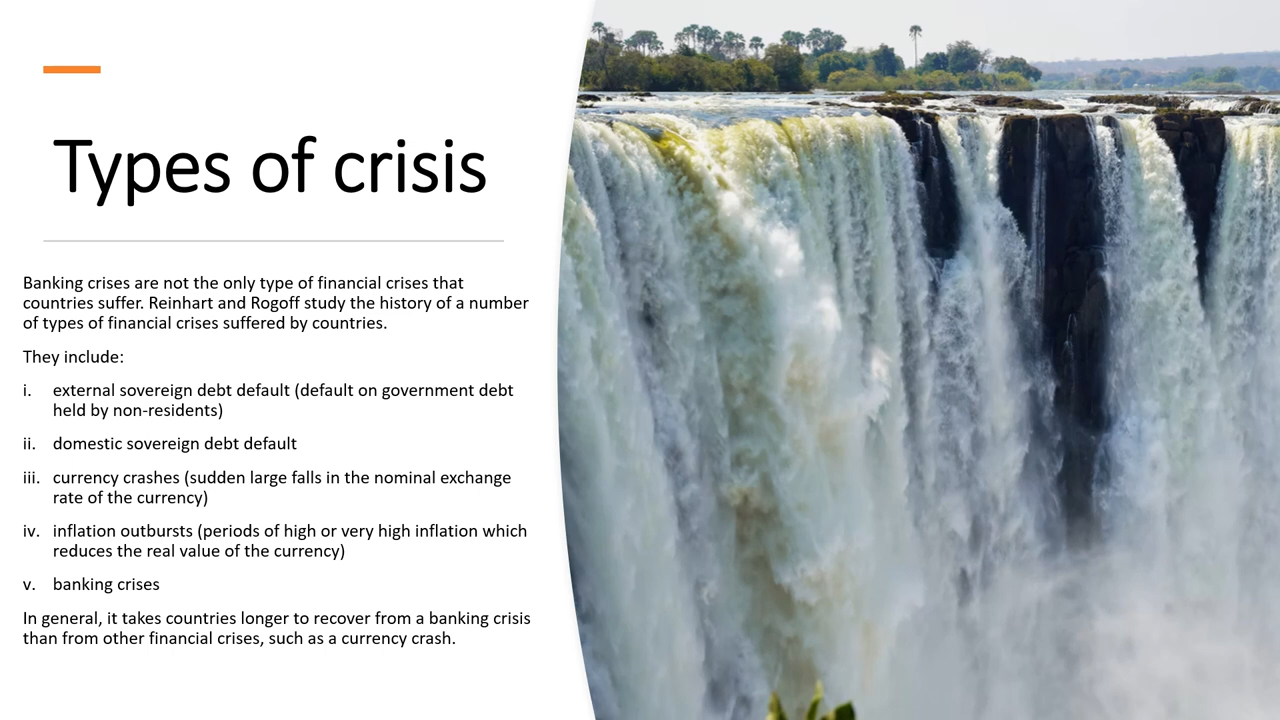 Types of crisis
Banking crises are not the only type of financial crises that
countries suffer. Reinhart and Rogoff study the history of a number
of types of financial crises suffered by countries.
They include:
i. external sovereign debt default (default on government debt
held by non-residents)
ii. domestic sovereign debt default
iii. currency crashes (sudden large falls in the nominal exchange
rate of the currency)
iv. inflation outbursts (periods of high or very high inflation which
reduces the real value of the currency)
v. banking crises
In general, it takes countries longer to recover from a banking crisis
than from other financial crises, such as a currency crash.